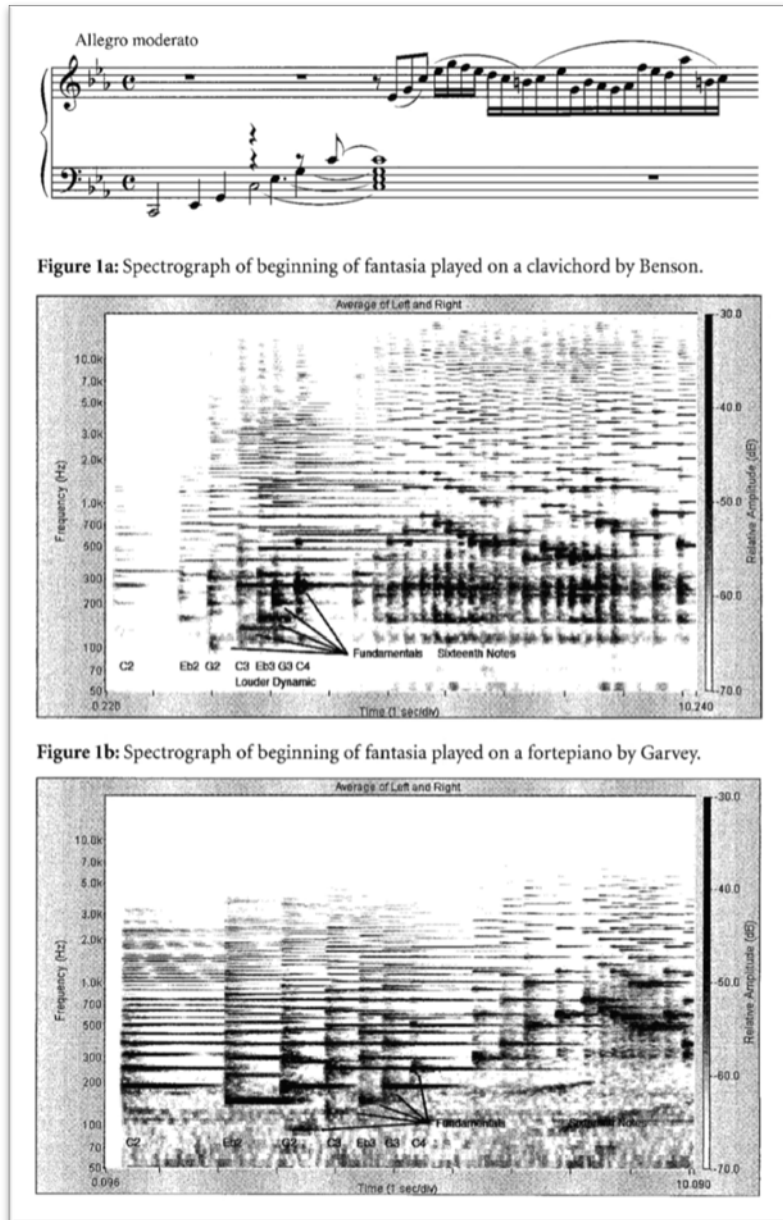 Allegro moderato
Figure 1a: Spectrograph of beginning of fantasia played on a clavichord by Benson.
Average of Left and Right
10.0k
7.0k
5.0k
3.0k
2.0k
1.0k
700
500
300
200
100
70
50
Frequency (Hz)
-30.0
-40.0
-50.0
-60.0
-70.0
Relative Amplitude (dB)
Fundamentals Sixteenth Notes
C2 Eb2 G2 C3 Eb3 G3 C4
Louder Dynamic
0.220 Time (1 sec/div) 10.240
Figure 1b: Spectrograph of beginning of fantasia played on a fortepiano by Garvey.
Average of Left and Right
10.0k
7.0k
5.0k
3.0k
2.0k
1.0k
700
500
300
200
100
70
50
Frequency (Hz)
-30.0
-40.0
-50.0
-60.0
-70.0
Relative Amplitude (dB)
Fundamentals Sixteenth Notes
C2 Eb2 G2 C3 Eb3 G3 C4
0.096 Time (1 sec/div) 10.090